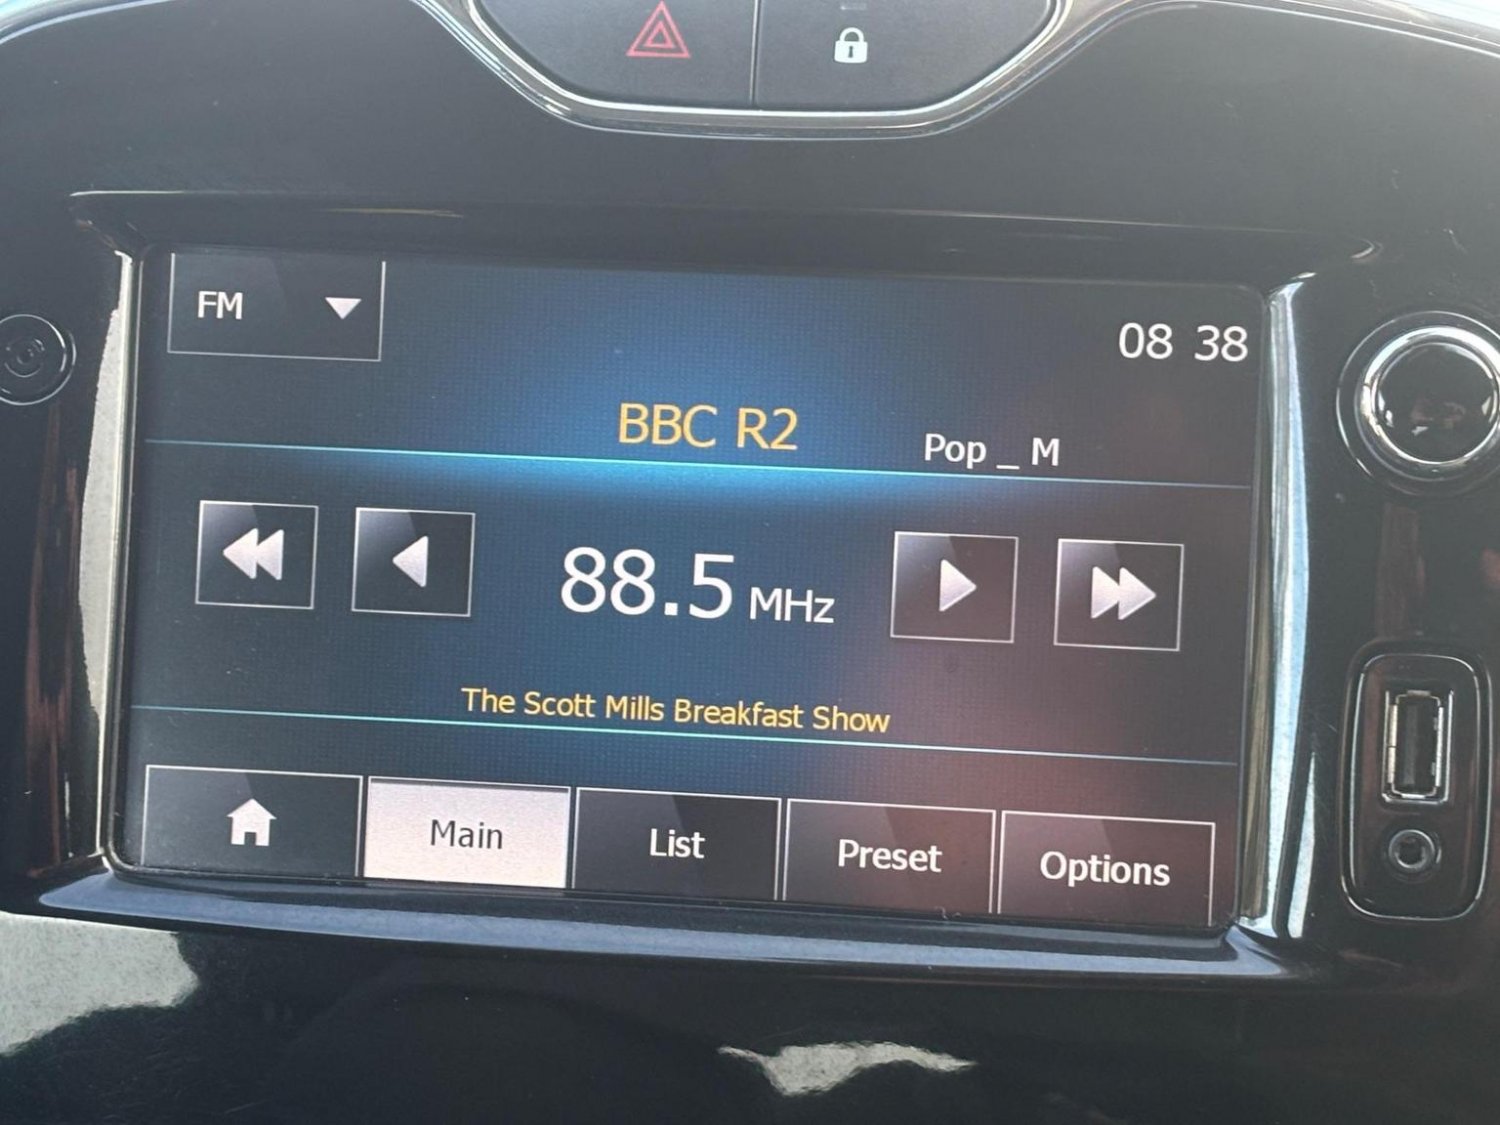 FM
08 38
BBC R2
Pop _ M
88.5 MHz
The Scott Mills Breakfast Show
Main
List
Preset
Options